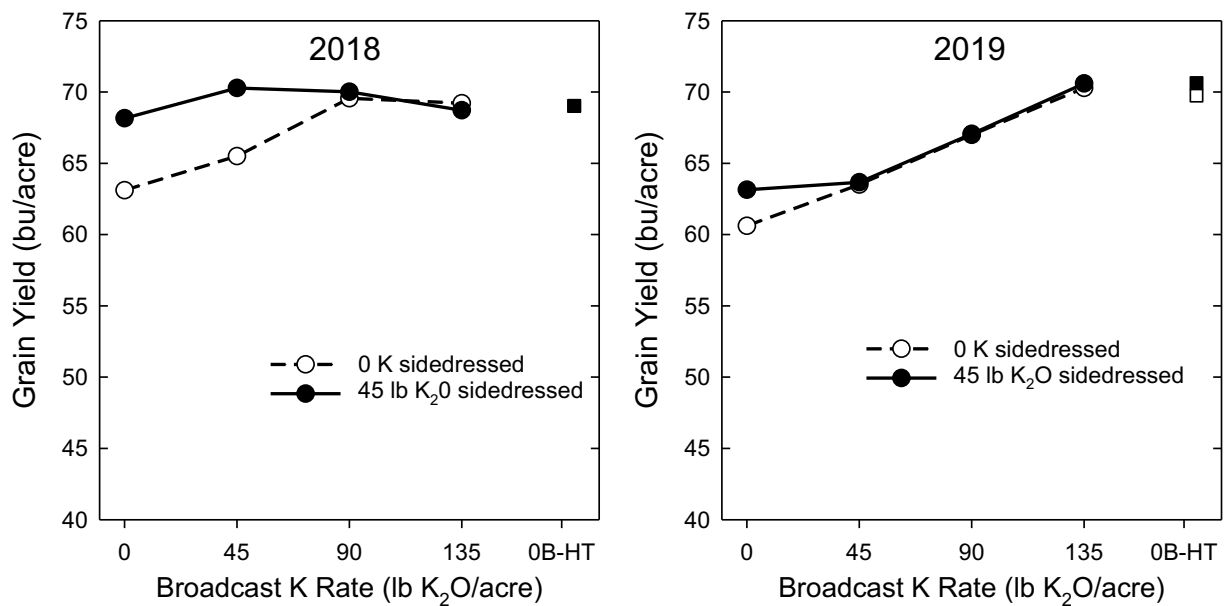 2018
75
70
65
60
55
50
45
40
Grain Yield (bu/acre)
0 K sidedressed
45 lb K₂0 sidedressed
0 45 90 135 0B-HT
Broadcast K Rate (lb K₂O/acre)
2019
75
70
65
60
55
50
45
40
Grain Yield (bu/acre)
0 K sidedressed
45 lb K₂O sidedressed
0 45 90 135 0B-HT
Broadcast K Rate (lb K₂O/acre)